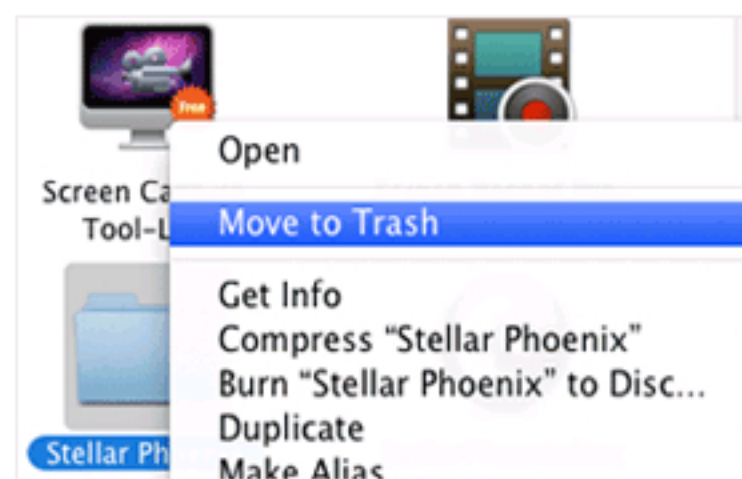 Free
Screen Ca
Tool-L
Open
Move to Trash
Get Info
Compress “Stellar Phoenix”
Burn “Stellar Phoenix” to Disc...
Duplicate
Make Alias
Stellar Ph